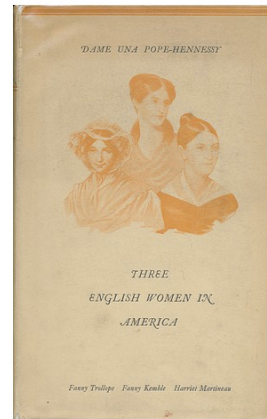 DAME UNA POPE-HENNESSY
THREE
ENGLISH WOMEN IN
AMERICA
Fanny Trollope Fanny Kemble Harriet Martineau